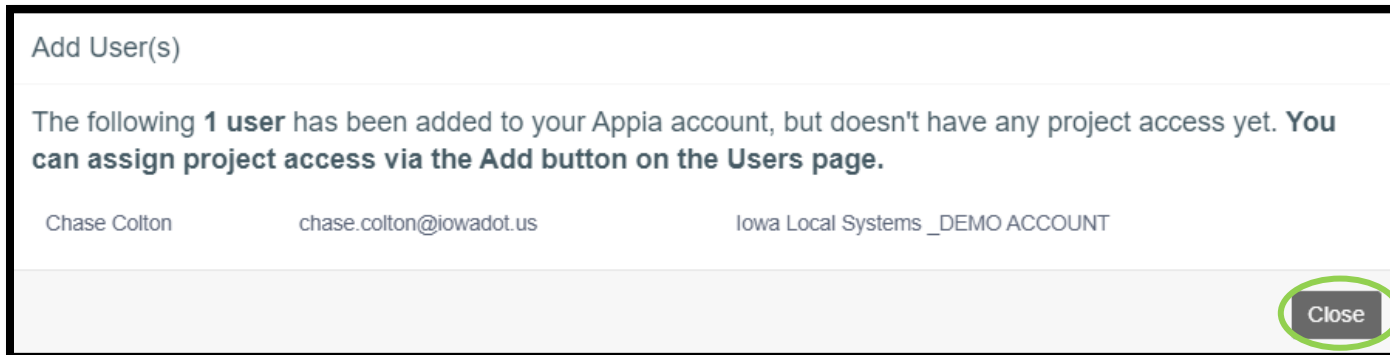 Add User(s)
The following 1 user has been added to your Appia account, but doesn't have any project access yet. You
can assign project access via the Add button on the Users page.
Chase Colton chase.colton@iowadot.us Iowa Local Systems _DEMO ACCOUNT
Close